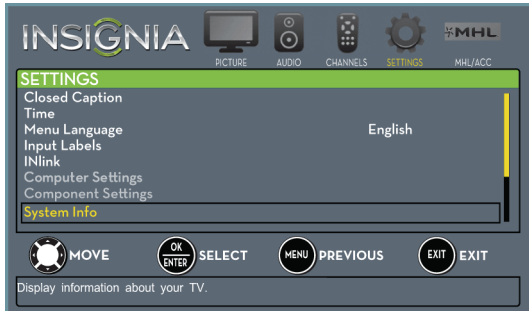 INSIGNIA
MHL
PICTURE AUDIO CHANNELS SETTINGS MHL/ACC
SETTINGS
Closed Caption
Time
Menu Language English
Input Labels
INlink
Computer Settings
Component Settings
System Info
MOVE OK ENTER SELECT MENU PREVIOUS EXIT EXIT
Display information about your TV.